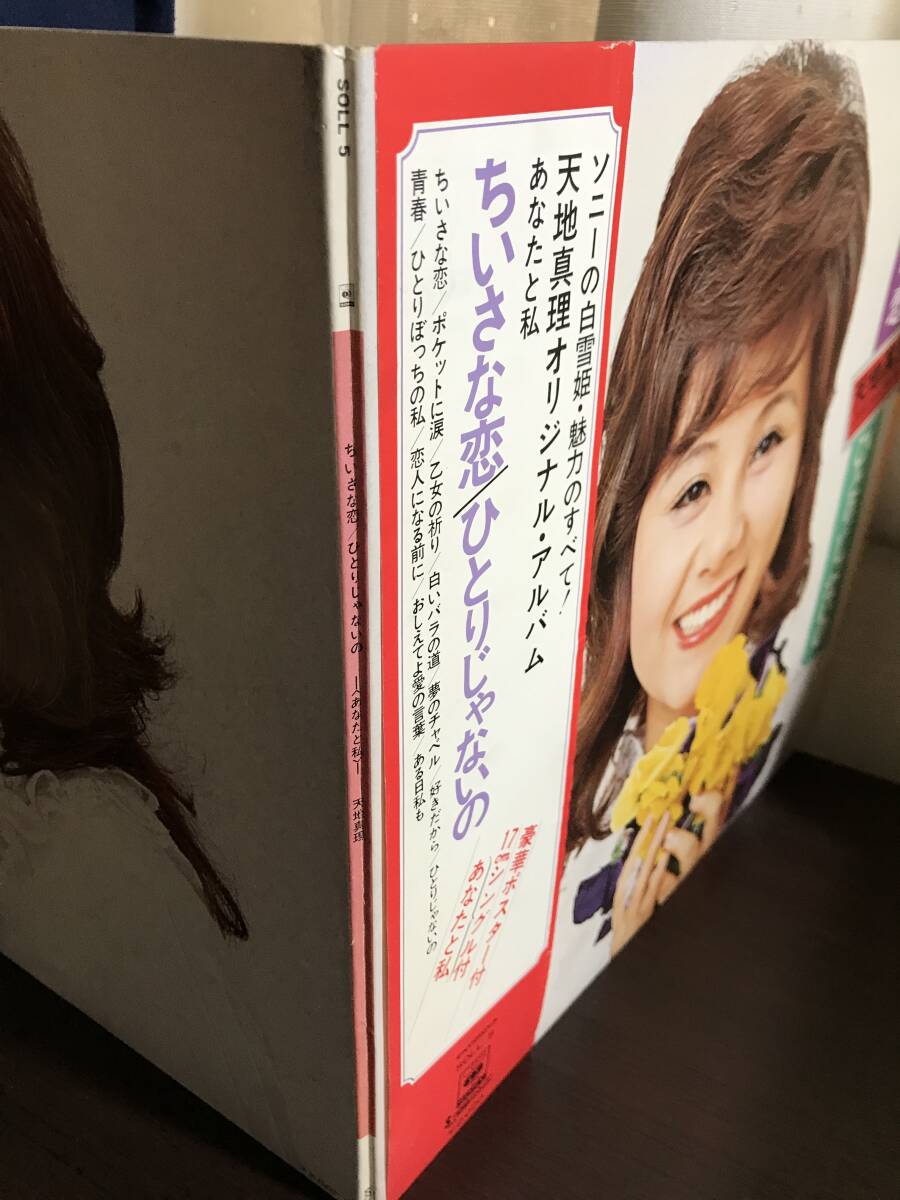 SOLL 5
ちいさな恋/ひとりじゃないの ー〈あなたと私〉ー 天地真理
ソニーの白雪姫・魅力のすべて!
天地真理オリジナル・アルバム
あなたと私
ちいさな恋/ひとりじゃないの
ちいさな恋/ポケットに涙/乙女の祈り/白いバラの道/夢のチャペル/好きだから/ひとりじゃないの
青春/ひとりぼっちの私/恋人になる前に/おしえてよ愛の言葉/ある日私も
豪華ポスター付
17cmシングル付
あなたと私
SOLL 5